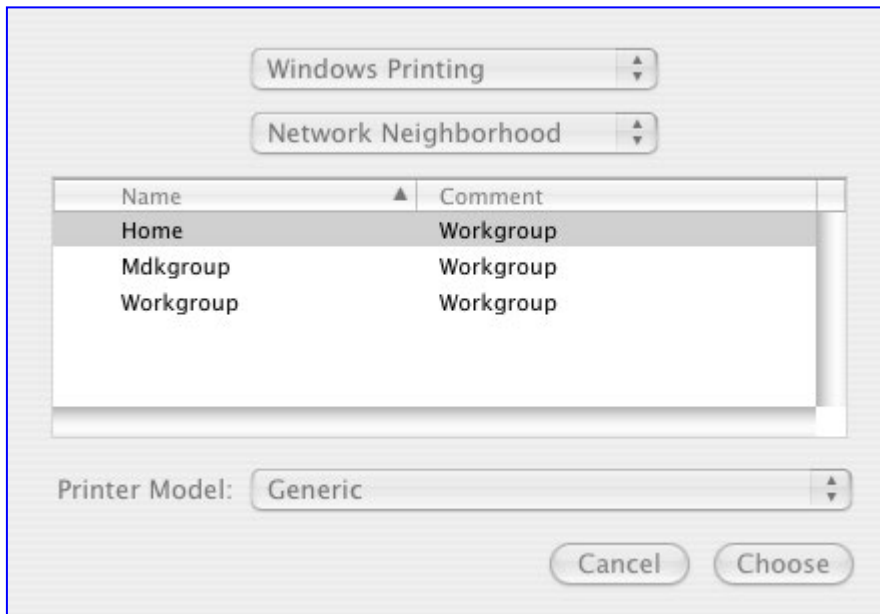 Windows Printing
Network Neighborhood
Name Comment
Home Workgroup
Mdkgroup Workgroup
Workgroup Workgroup
Printer Model: Generic
Cancel Choose